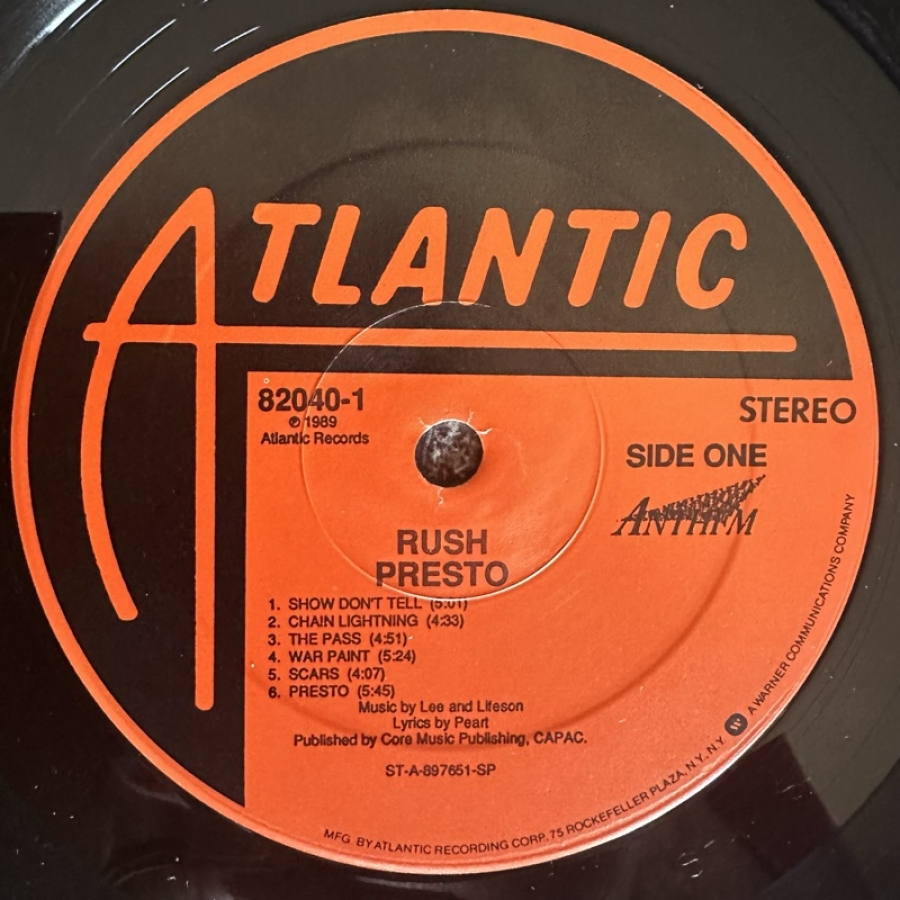 ATLANTIC
82040-1
℗ 1989
Atlantic Records
STEREO
SIDE ONE
ANTHEM
RUSH
PRESTO
1. SHOW DON'T TELL (5:01)
2. CHAIN LIGHTNING (4:33)
3. THE PASS (4:51)
4. WAR PAINT (5:24)
5. SCARS (4:07)
6. PRESTO (5:45)
Music by Lee and Lifeson
Lyrics by Peart
Published by Core Music Publishing, CAPAC.
ST-A-897651-SP
MFG. BY ATLANTIC RECORDING CORP., 75 ROCKEFELLER PLAZA, N.Y., N.Y. W A WARNER COMMUNICATIONS COMPANY